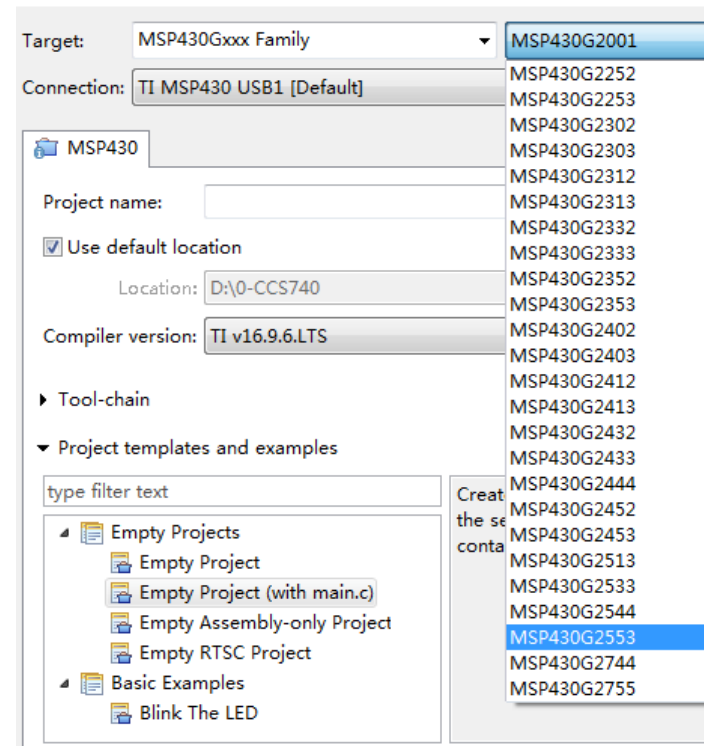 Target: MSP430Gxxx Family MSP430G2001
Connection: TI MSP430 USB1 [Default]
MSP430G2252
MSP430G2253
MSP430G2302
MSP430G2303
MSP430G2312
MSP430G2313
MSP430G2332
MSP430G2333
MSP430G2352
MSP430G2353
MSP430G2402
MSP430G2403
MSP430G2412
MSP430G2413
MSP430G2432
MSP430G2433
MSP430G2444
MSP430G2452
MSP430G2453
MSP430G2513
MSP430G2533
MSP430G2544
MSP430G2553
MSP430G2744
MSP430G2755
MSP430
Project name:
Use default location
Location: D:\0-CCS740
Compiler version: TI v16.9.6.LTS
Tool-chain
Project templates and examples
type filter text
Empty Projects
Empty Project
Empty Project (with main.c)
Empty Assembly-only Project
Empty RTSC Project
Basic Examples
Blink The LED
Creat
the se
conta